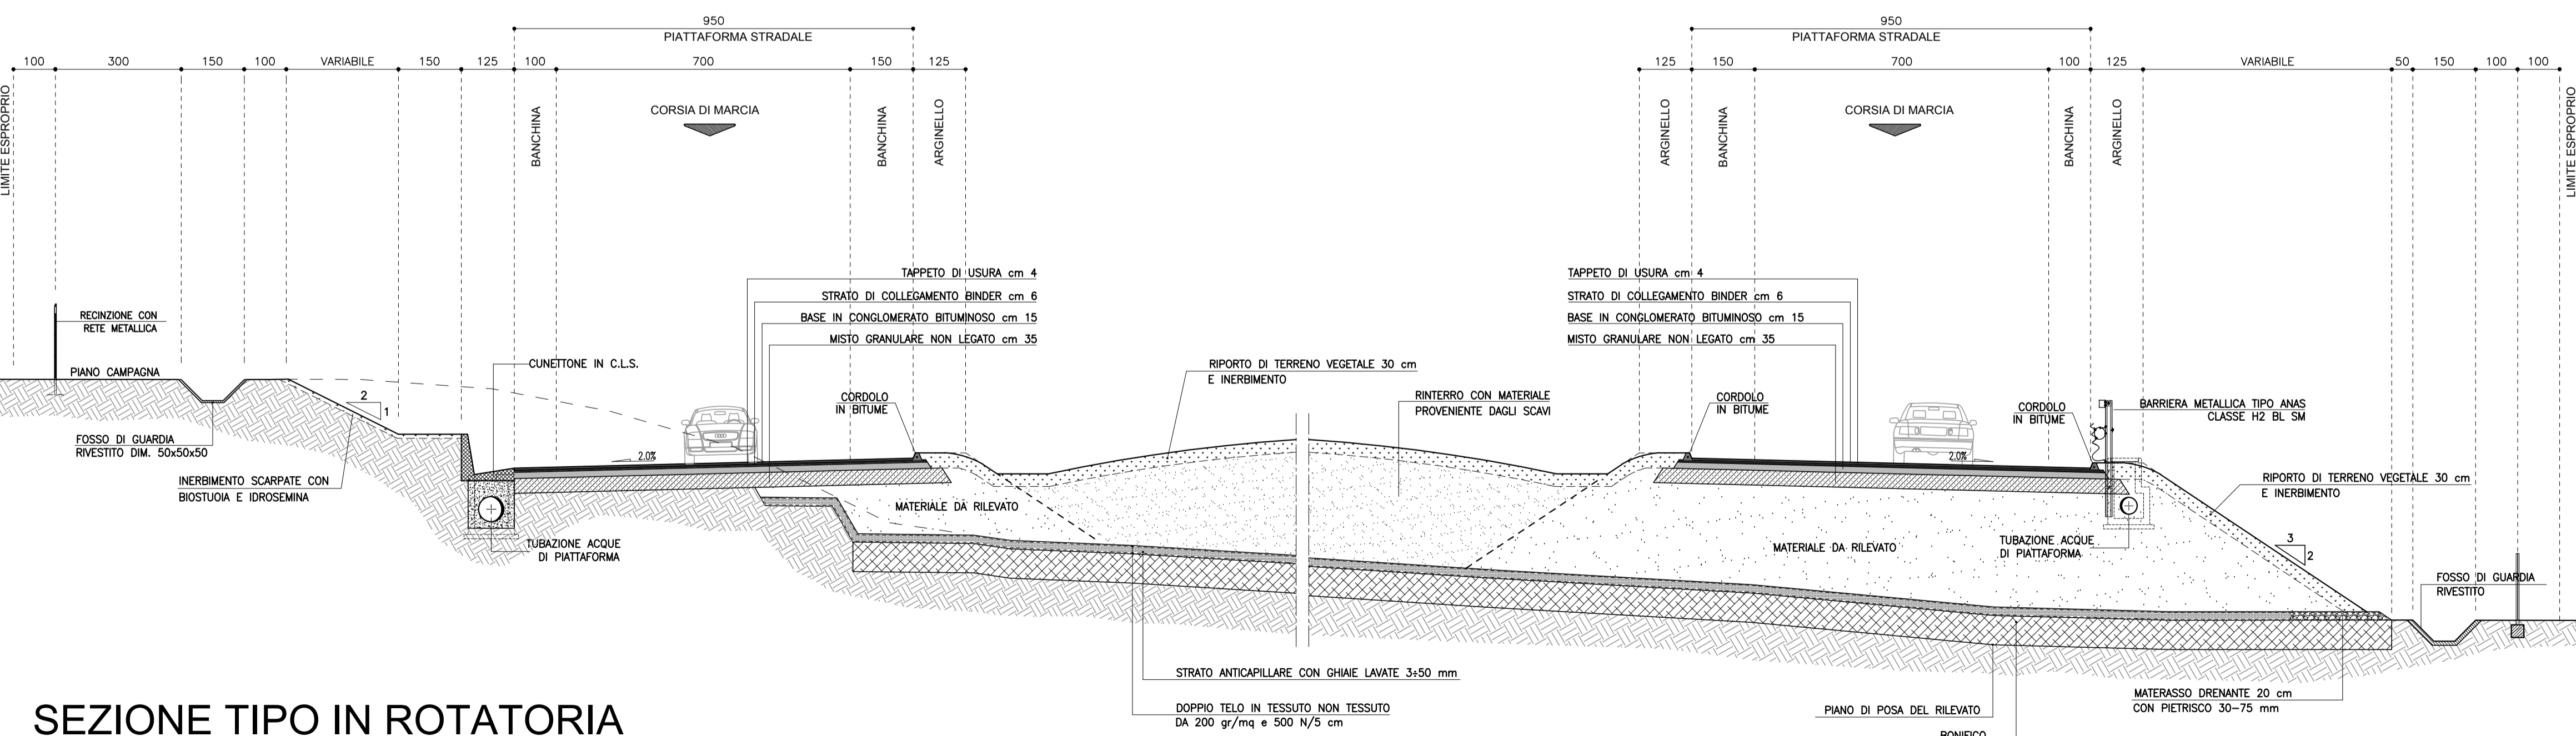 950
PIATTAFORMA STRADALE
950
PIATTAFORMA STRADALE
100
300
150
100
VARIABILE
150
125
100
700
150
125
125
150
700
100
125
VARIABILE
50
150
100
100
LIMITE ESPROPRIO
BANCHINA
CORSIA DI MARCIA
BANCHINA
ARGINELLO
ARGINELLO
BANCHINA
CORSIA DI MARCIA
BANCHINA
ARGINELLO
LIMITE ESPROPRIO
TAPPETO DI USURA cm 4
STRATO DI COLLEGAMENTO BINDER cm 6
BASE IN CONGLOMERATO BITUMINOSO cm 15
MISTO GRANULARE NON LEGATO cm 35
TAPPETO DI USURA cm 4
STRATO DI COLLEGAMENTO BINDER cm 6
BASE IN CONGLOMERATO BITUMINOSO cm 15
MISTO GRANULARE NON LEGATO cm 35
RECINZIONE CON
RETE METALLICA
PIANO CAMPAGNA
CUNETTONE IN C.L.S.
2
1
CORDOLO
IN BITUME
RIPORTO DI TERRENO VEGETALE 30 cm
E INERBIMENTO
RINTERRO CON MATERIALE
PROVENIENTE DAGLI SCAVI
CORDOLO
IN BITUME
CORDOLO
IN BITUME
BARRIERA METALLICA TIPO ANAS
CLASSE H2 BL SM
FOSSO DI GUARDIA
RIVESTITO DIM. 50x50x50
2.0%
2.0%
INERBIMENTO SCARPATE CON
BIOSTUOIA E IDROSEMINA
RIPORTO DI TERRENO VEGETALE 30 cm
E INERBIMENTO
MATERIALE DA RILEVATO
TUBAZIONE ACQUE
DI PIATTAFORMA
MATERIALE DA RILEVATO
TUBAZIONE ACQUE
DI PIATTAFORMA
3
2
FOSSO DI GUARDIA
RIVESTITO
STRATO ANTICAPILLARE CON GHIAIE LAVATE 3÷50 mm
DOPPIO TELO IN TESSUTO NON TESSUTO
DA 200 gr/mq e 500 N/5 cm
PIANO DI POSA DEL RILEVATO
BONIFICO
MATERASSO DRENANTE 20 cm
CON PIETRISCO 30-75 mm
SEZIONE TIPO IN ROTATORIA